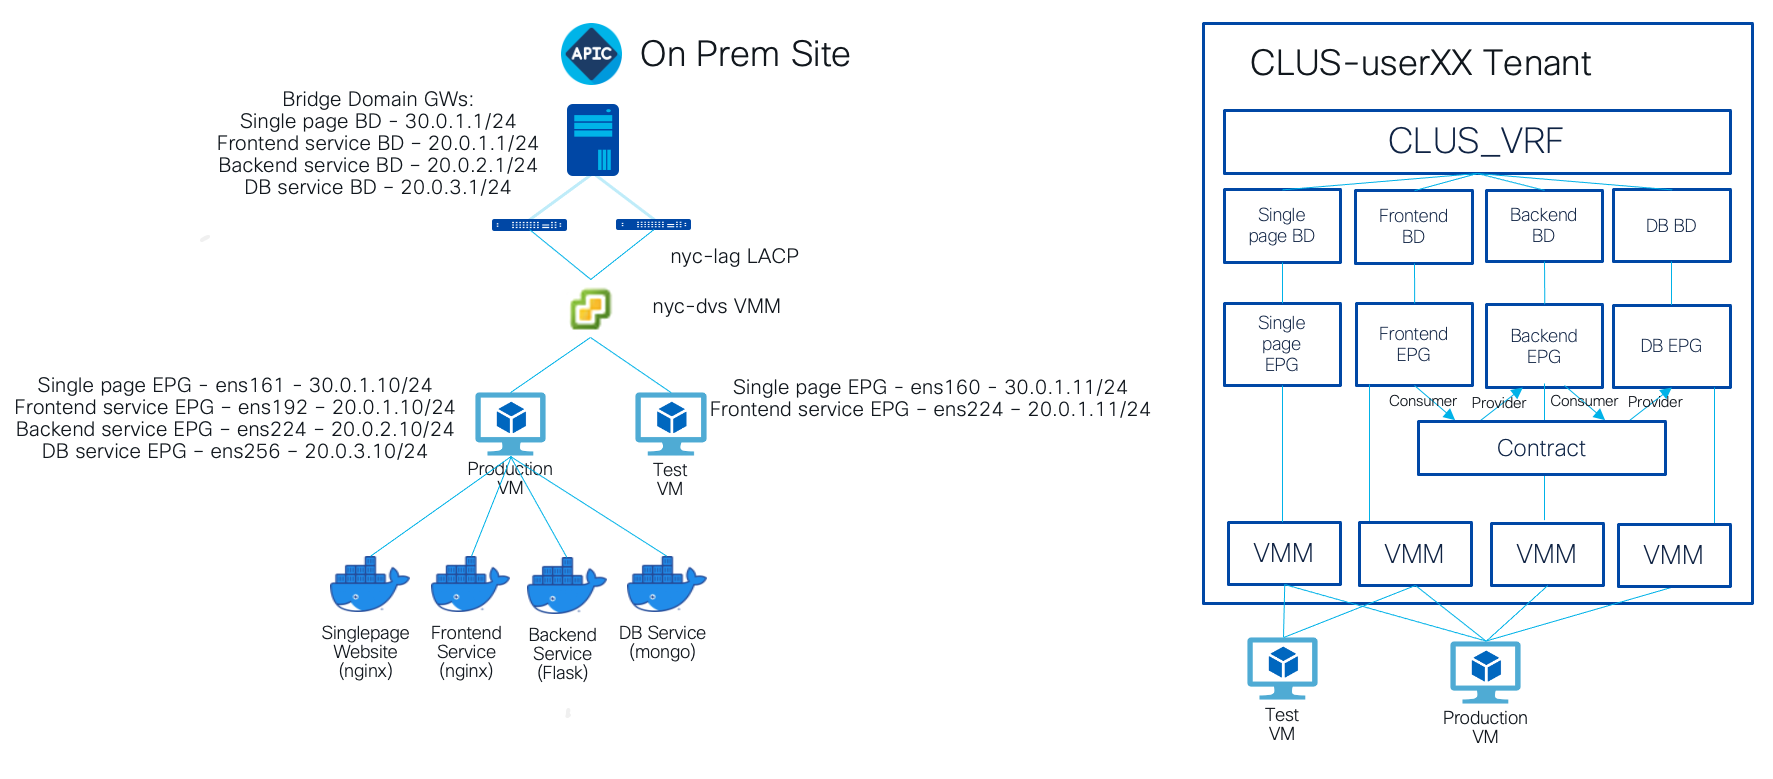 APIC
On Prem Site
Bridge Domain GWs:
Single page BD - 30.0.1.1/24
Frontend service BD - 20.0.1.1/24
Backend service BD - 20.0.2.1/24
DB service BD - 20.0.3.1/24
nyc-lag LACP
nyc-dvs VMM
Single page EPG - ens161 - 30.0.1.10/24
Frontend service EPG - ens192 - 20.0.1.10/24
Backend service EPG - ens224 - 20.0.2.10/24
DB service EPG - ens256 - 20.0.3.10/24
Single page EPG - ens160 - 30.0.1.11/24
Frontend service EPG - ens224 - 20.0.1.11/24
Production
VM
Test
VM
Singlepage
Website
(nginx)
Frontend
Service
(nginx)
Backend
Service
(Flask)
DB Service
(mongo)
CLUS-userXX Tenant
CLUS_VRF
Single
page BD
Frontend
BD
Backend
BD
DB BD
Single
page
EPG
Frontend
EPG
Backend
EPG
DB EPG
Consumer
Provider
Consumer
Provider
Contract
VMM
VMM
VMM
VMM
Test
VM
Production
VM